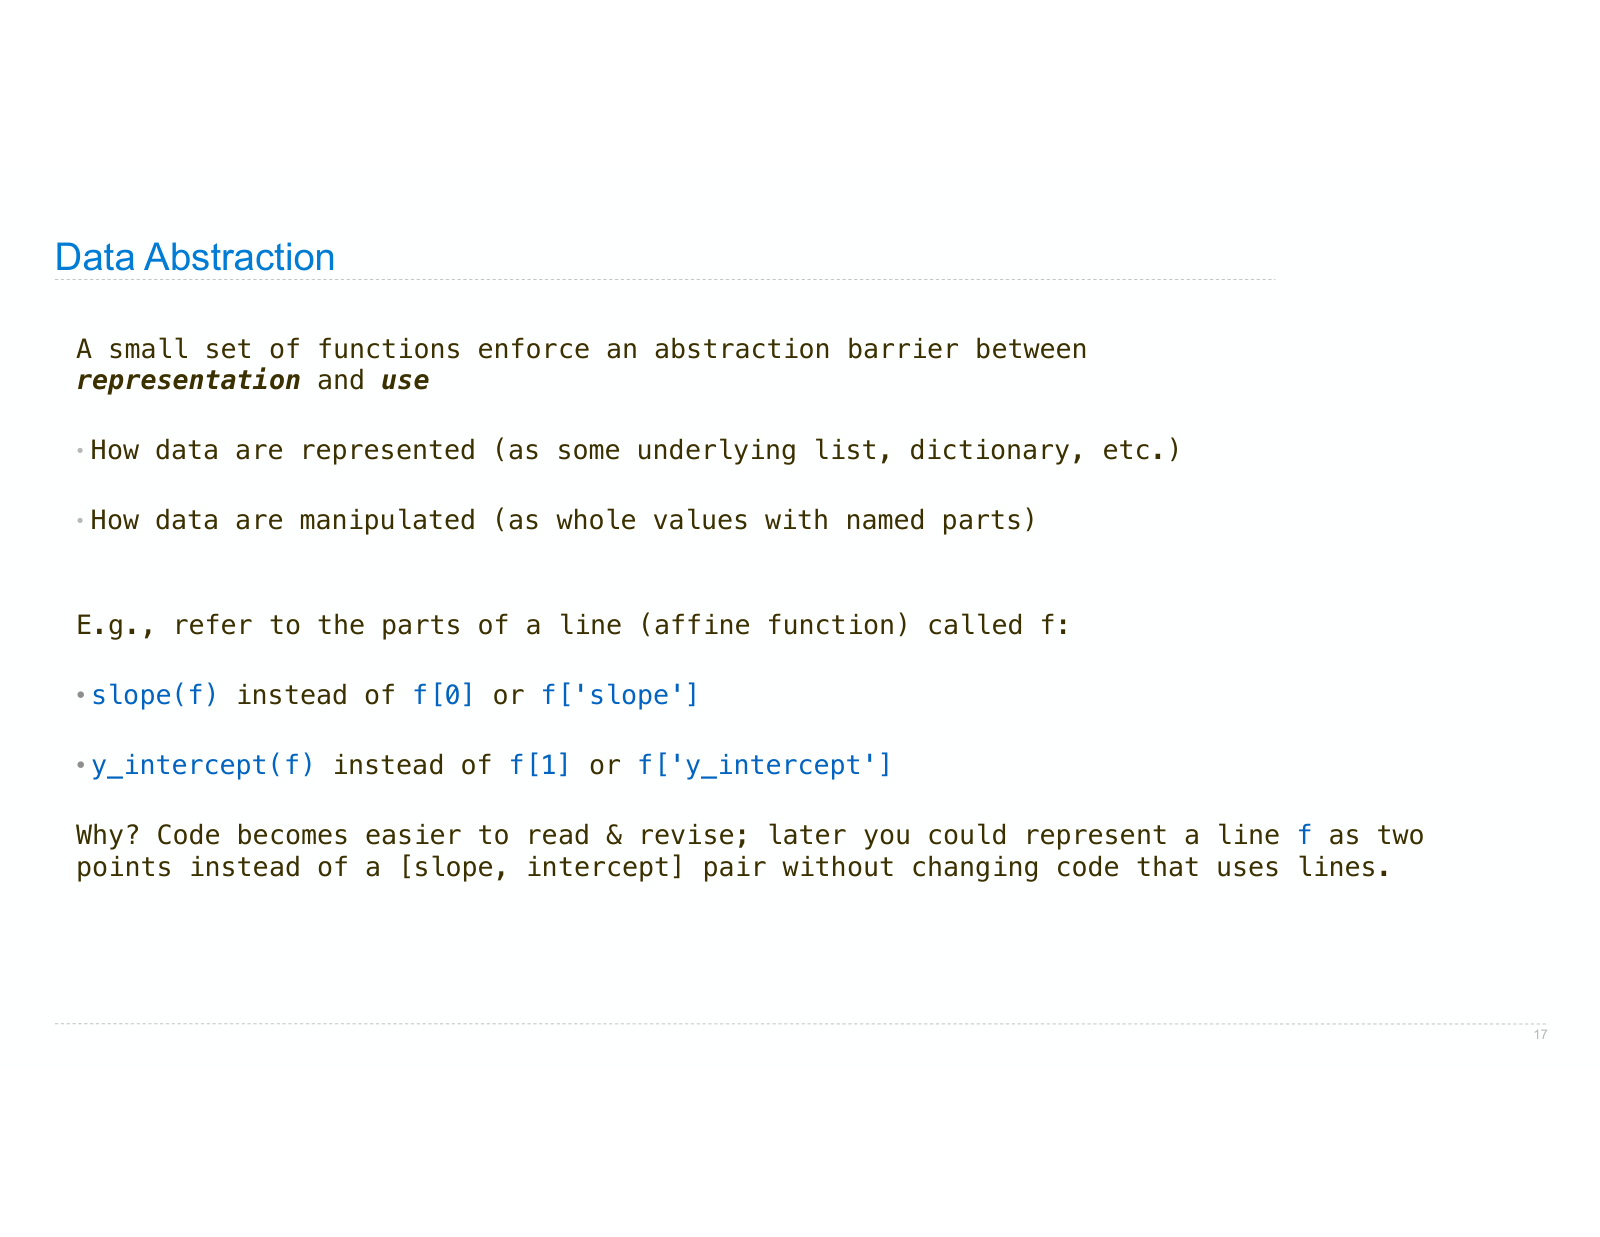 Data Abstraction
A small set of functions enforce an abstraction barrier between
representation and use
• How data are represented (as some underlying list, dictionary, etc.)
• How data are manipulated (as whole values with named parts)
E.g., refer to the parts of a line (affine function) called f:
• slope(f) instead of f[0] or f['slope']
• y_intercept(f) instead of f[1] or f['y_intercept']
Why? Code becomes easier to read & revise; later you could represent a line f as two
points instead of a [slope, intercept] pair without changing code that uses lines.
17